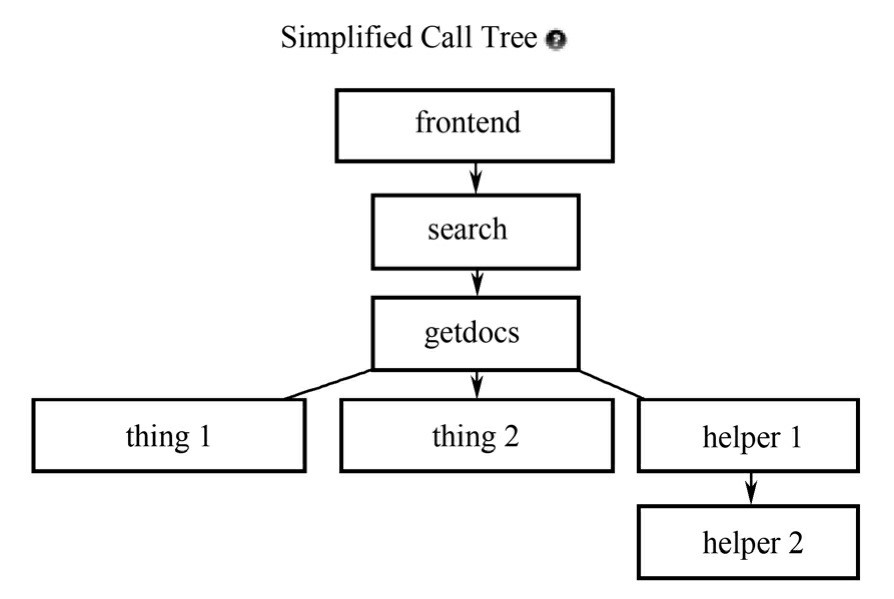 Simplified Call Tree ?
frontend
search
getdocs
thing 1 thing 2 helper 1
helper 2